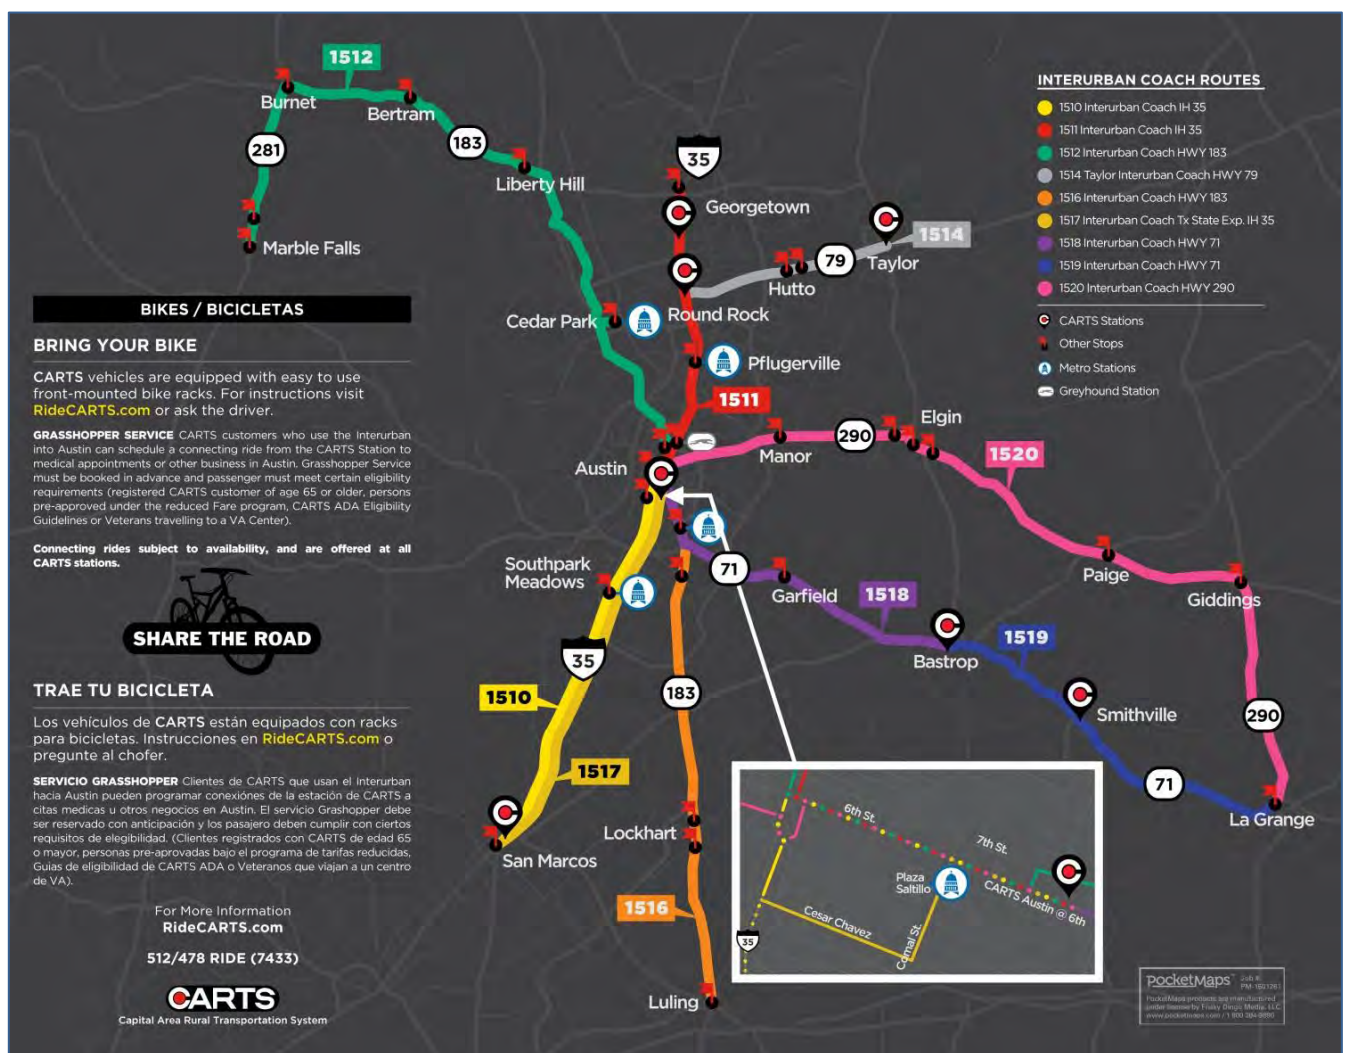 1512
Burnet
Bertram
183
281
Liberty Hill
Marble Falls
35
Georgetown
1514
79
Taylor
Hutto
Cedar Park
Round Rock
Pflugerville
1511
INTERURBAN COACH ROUTES
1510 Interurban Coach IH 35
1511 Interurban Coach IH 35
1512 Interurban Coach HWY 183
1514 Taylor Interurban Coach HWY 79
1516 Interurban Coach HWY 183
1517 Interurban Coach Tx State Exp. IH 35
1518 Interurban Coach HWY 71
1519 Interurban Coach HWY 71
1520 Interurban Coach HWY 290
CARTS Stations
Other Stops
Metro Stations
Greyhound Station
BIKES / BICICLETAS
BRING YOUR BIKE
CARTS vehicles are equipped with easy to use
front-mounted bike racks. For instructions visit
RideCARTS.com or ask the driver.
GRASSHOPPER SERVICE CARTS customers who use the Interurban
into Austin can schedule a connecting ride from the CARTS Station to
medical appointments or other business in Austin. Grasshopper Service
must be booked in advance and passenger must meet certain eligibility
requirements (registered CARTS customer of age 65 or older, persons
pre-approved under the reduced Fare program, CARTS ADA Eligibility
Guidelines or Veterans travelling to a VA Center).
Connecting rides subject to availability, and are offered at all
CARTS stations.
SHARE THE ROAD
TRAE TU BICICLETA
Los vehículos de CARTS están equipados con racks
para bicicletas. Instrucciones en RideCARTS.com o
pregunte al chofer.
SERVICIO GRASSHOPPER Clientes de CARTS que usan el Interurban
hacia Austin pueden programar conexiónes de la estación de CARTS a
citas medicas u otros negocios en Austin. El servicio Grashopper debe
ser reservado con anticipación y los pasajero deben cumplir con ciertos
requisitos de elegibilidad. (Clientes registrados con CARTS de edad 65
o mayor, personas pre-aprovadas bajo el programa de tarifas reducidas,
Guias de eligibilidad de CARTS ADA o Veteranos que viajan a un centro
de VA).
For More Information
RideCARTS.com
512/478 RIDE (7433)
CARTS
Capital Area Rural Transportation System
Austin
Manor
290
Elgin
1520
Paige
Giddings
290
La Grange
Southpark
Meadows
71
Garfield
1518
Bastrop
1519
Smithville
71
35
1510
183
1517
San Marcos
Lockhart
1516
Luling
6th St.
7th St.
Plaza
Saltillo
CARTS Austin @ 6th
Cesar Chavez
Comal St.
35
PocketMaps
Job #
PM-1501261
PocketMaps products are manufactured
under license by Frisky Dingo Media, LLC